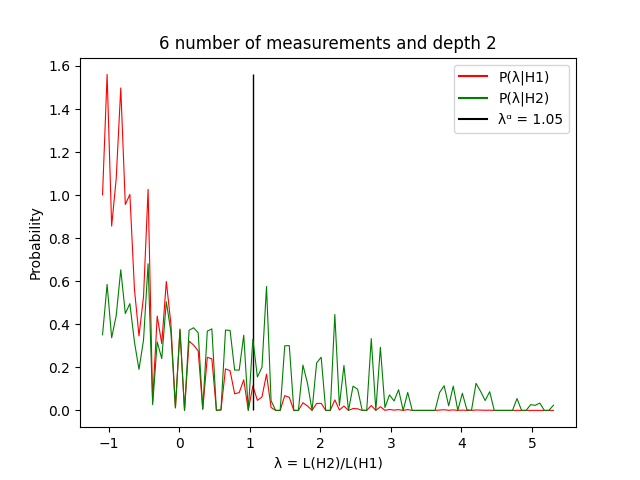 6 number of measurements and depth 2
P(λ|H1)
P(λ|H2)
λᵅ = 1.05
Probability
1.6
1.4
1.2
1.0
0.8
0.6
0.4
0.2
0.0
−1 0 1 2 3 4 5
λ = L(H2)/L(H1)